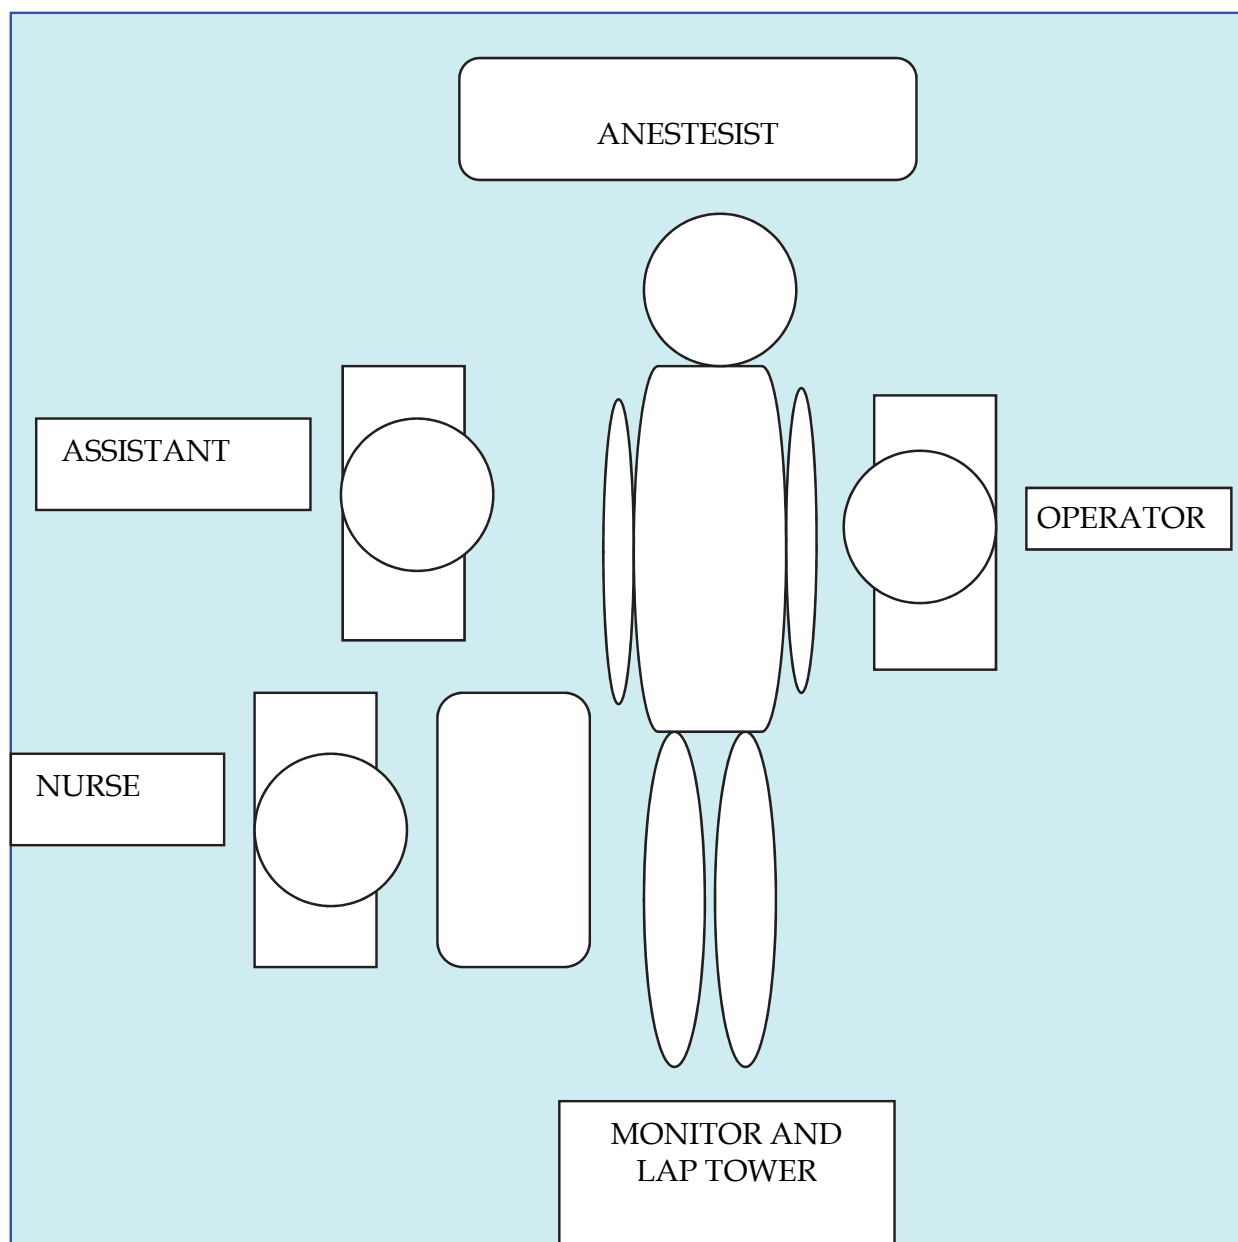 ANESTESIST
ASSISTANT
OPERATOR
NURSE
MONITOR AND
LAP TOWER